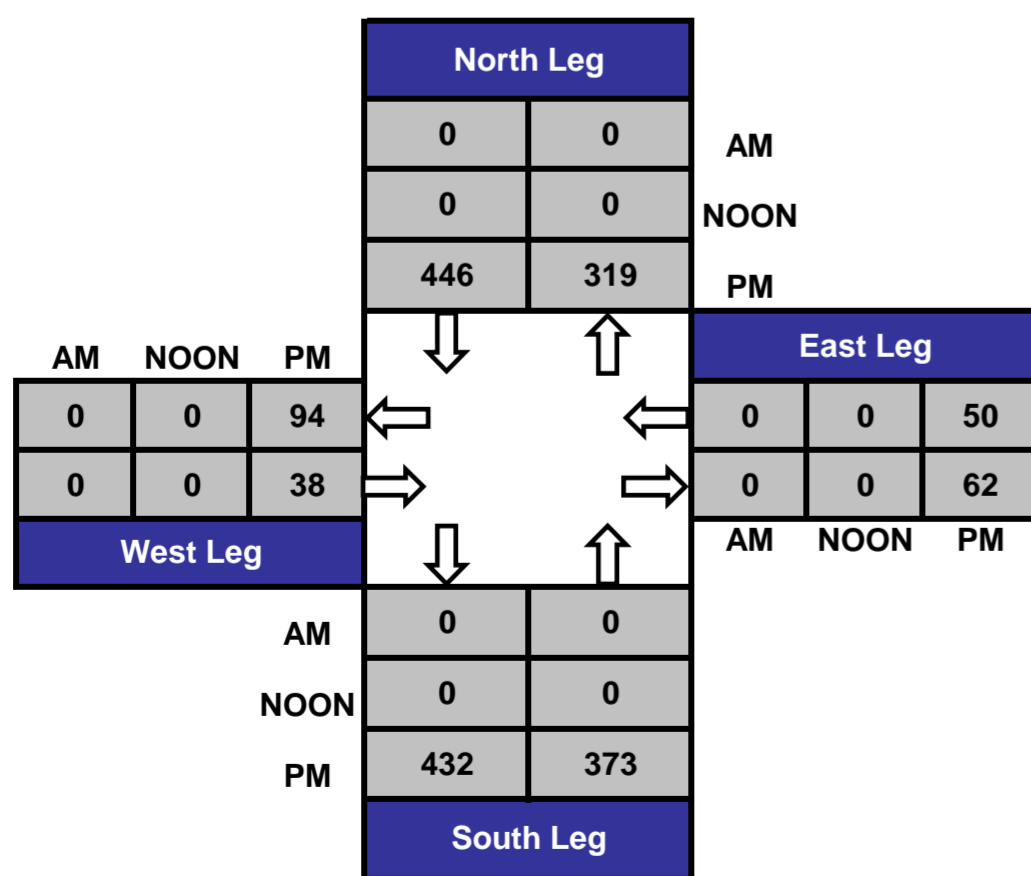 North Leg
0 0
AM
0 0
NOON
446 319
PM
East Leg
AM NOON PM
0 0 94
0 0 50
0 0 38
0 0 62
West Leg
AM NOON PM
AM
0 0
NOON
0 0
PM
432 373
South Leg